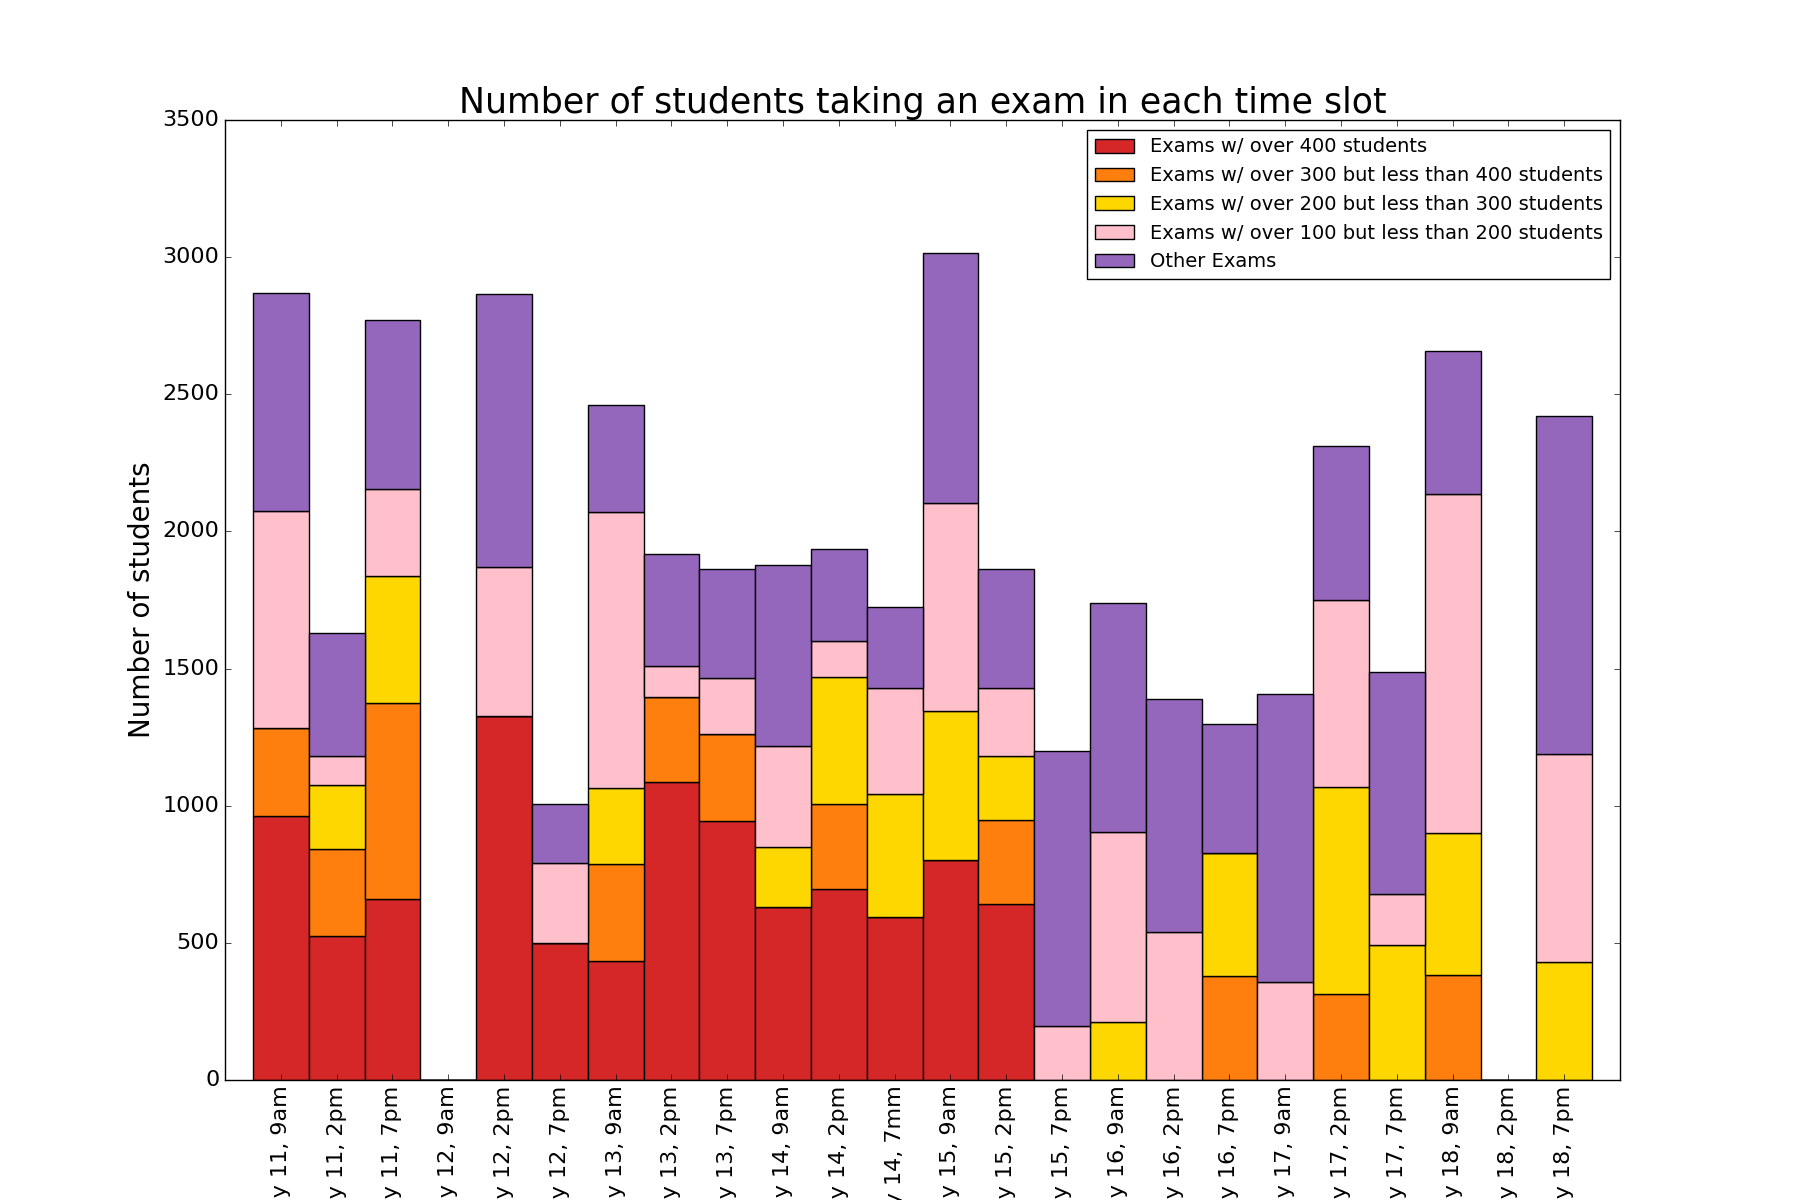 Number of students taking an exam in each time slot
Exams w/ over 400 students
Exams w/ over 300 but less than 400 students
Exams w/ over 200 but less than 300 students
Exams w/ over 100 but less than 200 students
Other Exams
Number of students
3500
3000
2500
2000
1500
1000
500
0
y 11, 9am
y 11, 2pm
y 11, 7pm
y 12, 9am
y 12, 2pm
y 12, 7pm
y 13, 9am
y 13, 2pm
y 13, 7pm
y 14, 9am
y 14, 2pm
y 14, 7mm
y 15, 9am
y 15, 2pm
y 15, 7pm
y 16, 9am
y 16, 2pm
y 16, 7pm
y 17, 9am
y 17, 2pm
y 17, 7pm
y 18, 9am
y 18, 2pm
y 18, 7pm